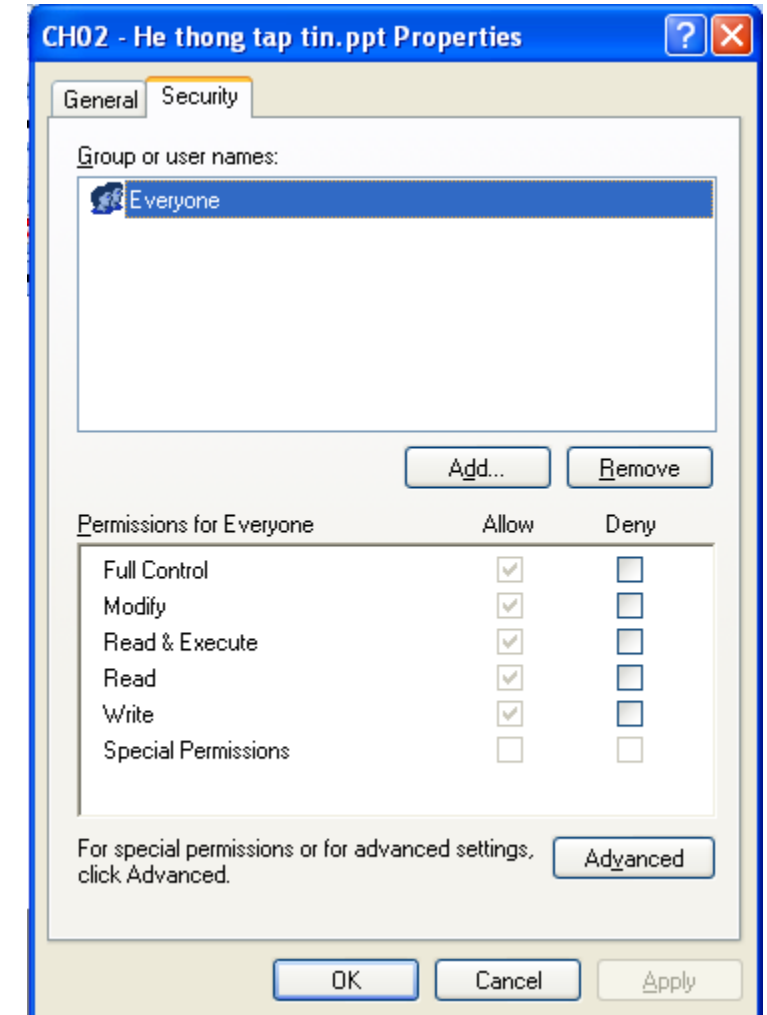 CH02 - He thong tap tin.ppt Properties
General Security
Group or user names:
Everyone
Add... Remove
Permissions for Everyone Allow Deny
Full Control
Modify
Read & Execute
Read
Write
Special Permissions
For special permissions or for advanced settings,
click Advanced.
Advanced
OK Cancel Apply